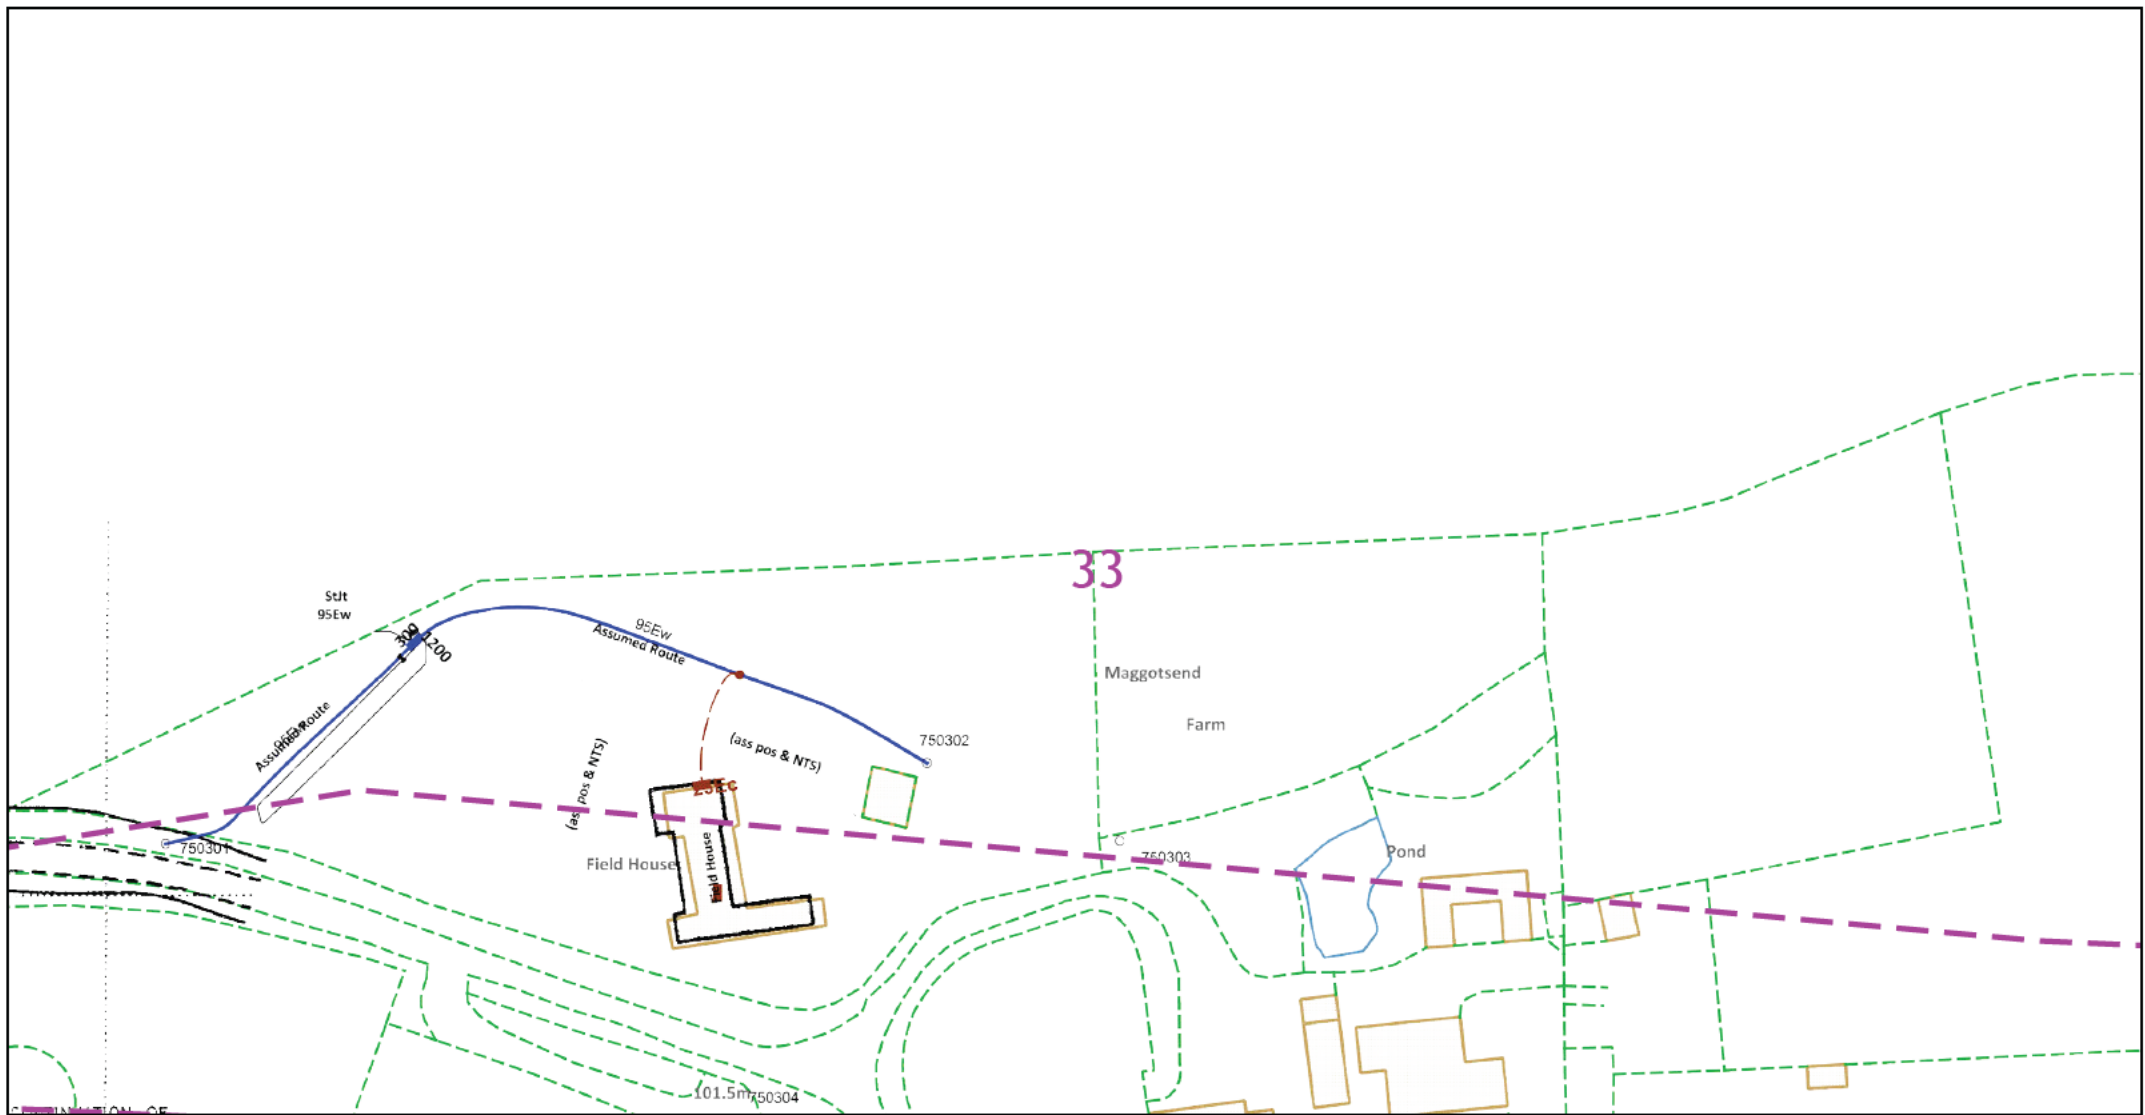 33
StJt
95Ew
300
1200
95Ew
Assumed Route
Assumed Route
Maggotsend
Farm
750302
(ass pos & NTS)
(ass pos & NTS)
25Ec
Field House
Field House
750301
750303
Pond
101.5m
750304